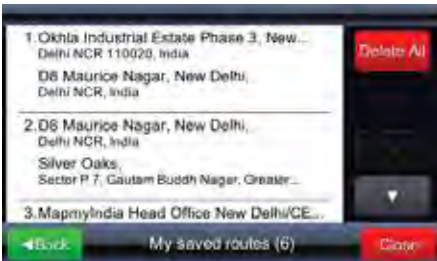 1.Okhla Industrial Estate Phase 3, New...
Delhi NCR 110020, India
D8 Maurice Nagar, New Delhi,
Delhi NCR, India
2.D8 Maurice Nagar, New Delhi,
Delhi NCR, India
Silver Oaks,
Sector P 7, Gautam Buddh Nagar, Greater...
3.MapmyIndia Head Office New Delhi/CE...
Delete All
Back
My saved routes (6)
Close